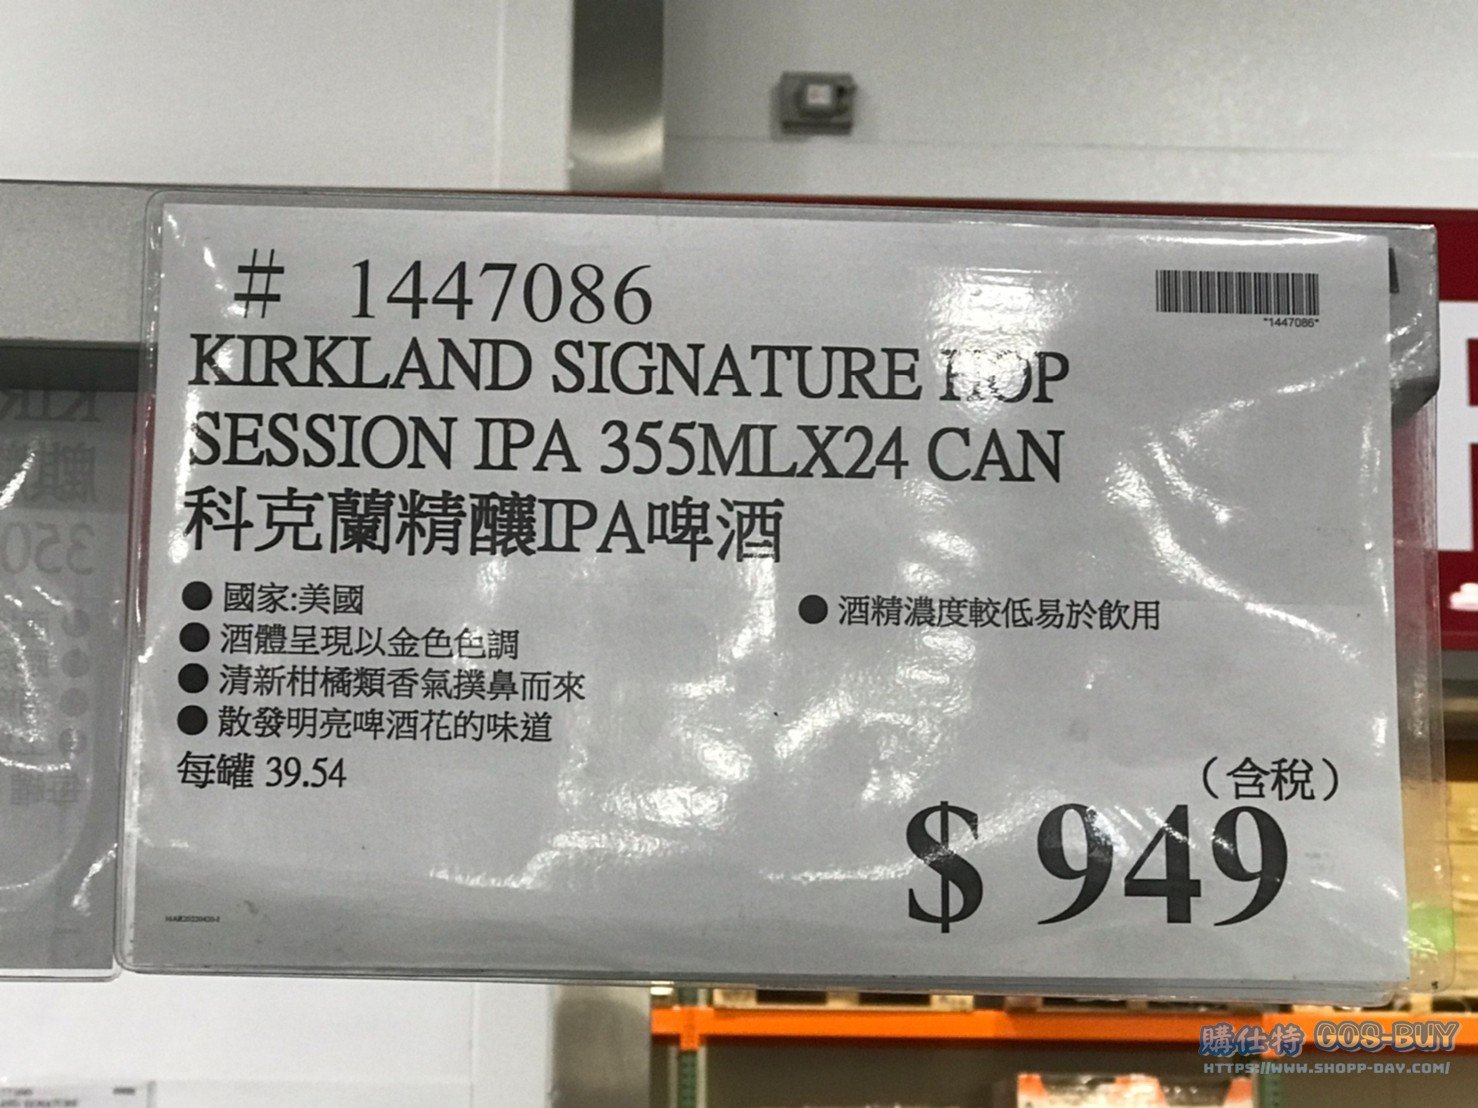 # 1447086
*1447086*
KIRKLAND SIGNATURE HOP
SESSION IPA 355MLX24 CAN
科克蘭精釀IPA啤酒
● 國家:美國
● 酒體呈現以金色色調
● 清新柑橘類香氣撲鼻而來
● 散發明亮啤酒花的味道
● 酒精濃度較低易於飲用
每罐 39.54
（含稅）
$ 949
購仕特 GOS-BUY
HTTPS://WWW.SHOPP-DAY.COM/